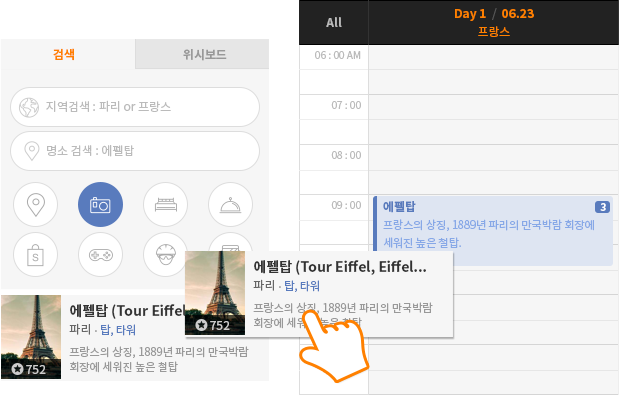 검색
위시보드
지역검색 : 파리 or 프랑스
명소 검색 : 에펠탑
S
에펠탑 (Tour Eiffel
파리 · 탑, 타워
프랑스의 상징, 1889년 파리의 만국박람
회장에 세워진 높은 철탑
752
에펠탑 (Tour Eiffel, Eiffel...
파리 · 탑, 타워
프랑스의 상징, 1889년 파리의 만국박람
회장에 세워진 높은 철탑
752
All
Day 1 / 06.23
프랑스
06 : 00 AM
07 : 00
08 : 00
09 : 00
에펠탑
3
프랑스의 상징, 1889년 파리의 만국박 회장에
세워진 높은 철탑.